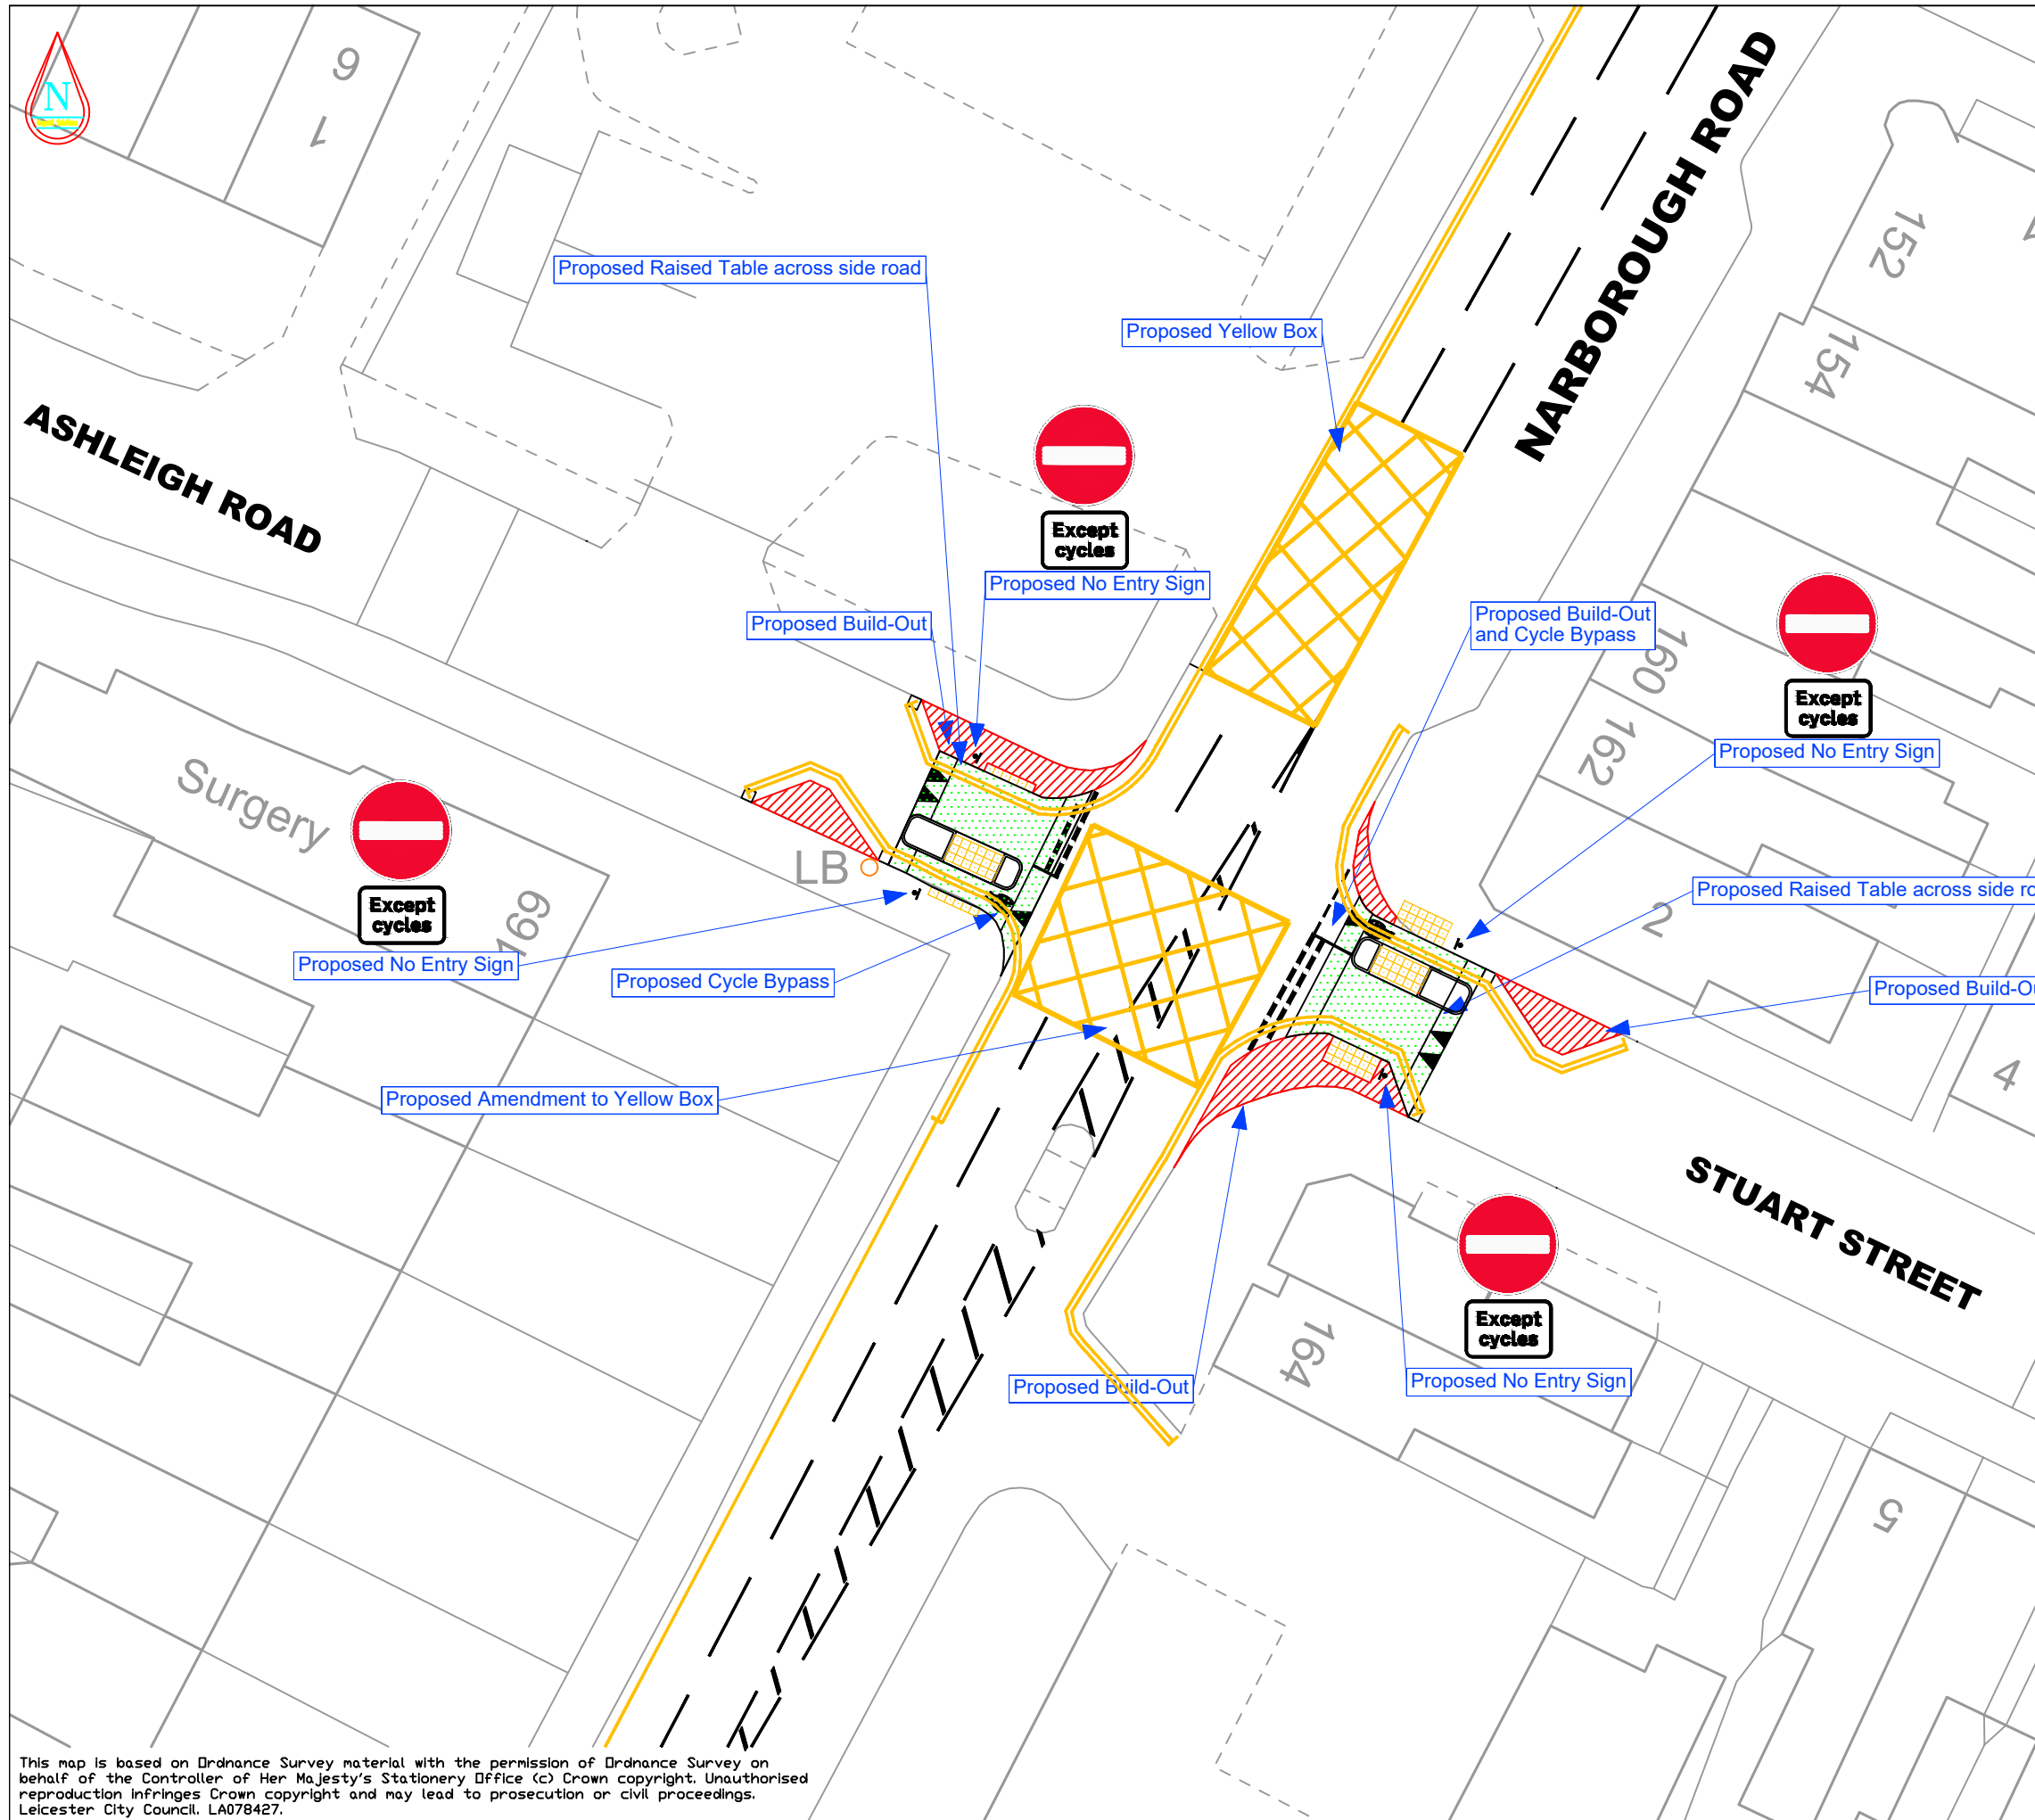 6
1
N
NARBOROUGH ROAD
152
154
Proposed Raised Table across side road
Proposed Yellow Box
ASHLEIGH ROAD
Except
cycles
Proposed No Entry Sign
Proposed Build-Out
Proposed Build-Out
and Cycle Bypass
160
162
Except
cycles
Proposed No Entry Sign
Surgery
LB
169
Except
cycles
Proposed No Entry Sign
Proposed Cycle Bypass
2
Proposed Raised Table across side ro
Proposed Build-Ou
4
Proposed Amendment to Yellow Box
STUART STREET
Except
cycles
Proposed No Entry Sign
164
Proposed Build-Out
5
This map is based on Ordnance Survey material with the permission of Ordnance Survey on
behalf of the Controller of Her Majesty's Stationery Office (c) Crown copyright. Unauthorised
reproduction infringes Crown copyright and may lead to prosecution or civil proceedings.
Leicester City Council. LA078427.